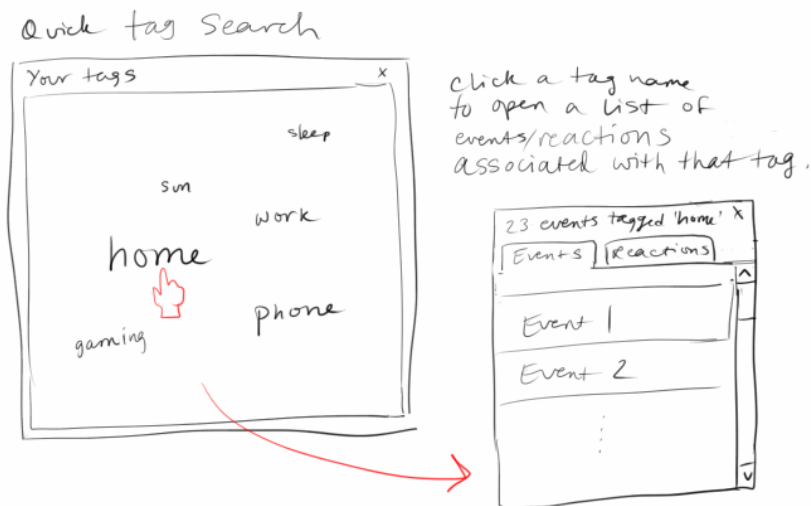 Quick tag search
Your tags x
sleep
sun
work
home
phone
gaming
click a tag name
to open a list of
events/reactions
associated with that tag.
23 events tagged 'home' x
Events Reactions
Event 1
Event 2